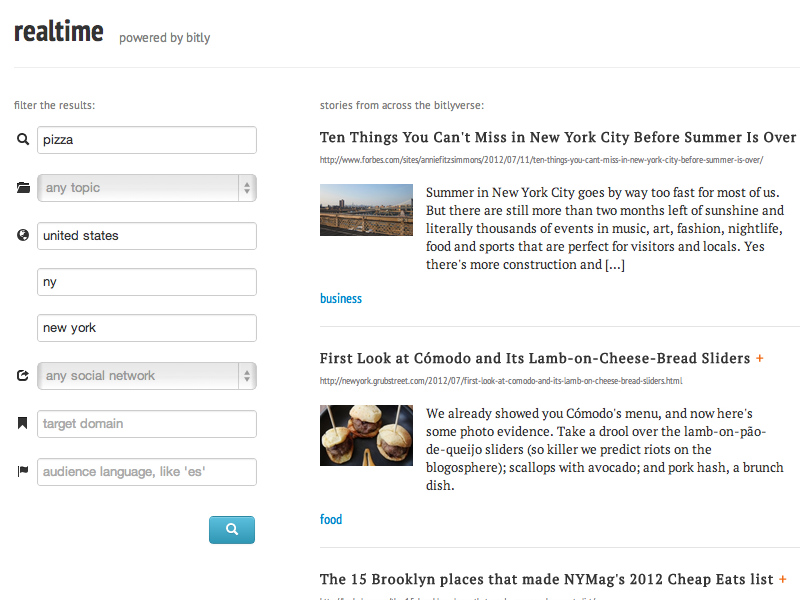 realtime powered by bitly
filter the results:
pizza
any topic
united states
ny
new york
any social network
target domain
audience language, like 'es'
stories from across the bitlyverse:
Ten Things You Can't Miss in New York City Before Summer Is Over
http://www.forbes.com/sites/anniefitzsimmons/2012/07/11/ten-things-you-cant-miss-in-new-york-city-before-summer-is-over/
Summer in New York City goes by way too fast for most of us.
But there are still more than two months left of sunshine and
literally thousands of events in music, art, fashion, nightlife,
food and sports that are perfect for visitors and locals. Yes
there's more construction and [...]
business
First Look at Cómodo and Its Lamb-on-Cheese-Bread Sliders +
http://newyork.grubstreet.com/2012/07/first-look-at-comodo-and-its-lamb-on-cheese-bread-sliders.html
We already showed you Cómodo's menu, and now here's
some photo evidence. Take a drool over the lamb-on-pão-
de-queijo sliders (so killer we predict riots on the
blogosphere); scallops with avocado; and pork hash, a brunch
dish.
food
The 15 Brooklyn places that made NYMag's 2012 Cheap Eats list +